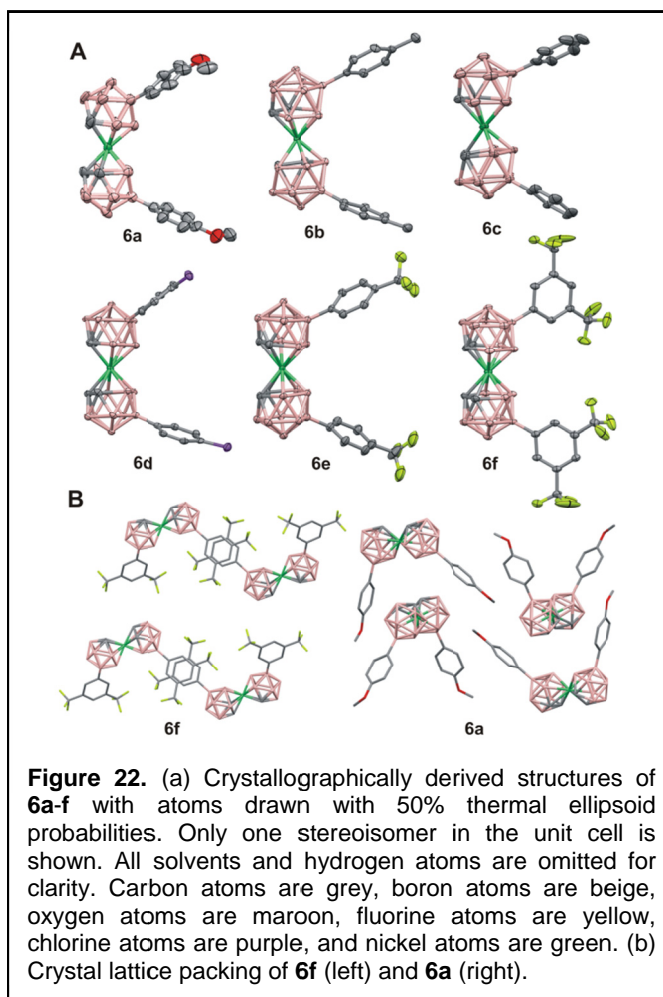 A
6a
6b
6c
6d
6e
6f
B
6f
6a
Figure 22. (a) Crystallographically derived structures of
6a-f with atoms drawn with 50% thermal ellipsoid
probabilities. Only one stereoisomer in the unit cell is
shown. All solvents and hydrogen atoms are omitted for
clarity. Carbon atoms are grey, boron atoms are beige,
oxygen atoms are maroon, fluorine atoms are yellow,
chlorine atoms are purple, and nickel atoms are green. (b)
Crystal lattice packing of 6f (left) and 6a (right).